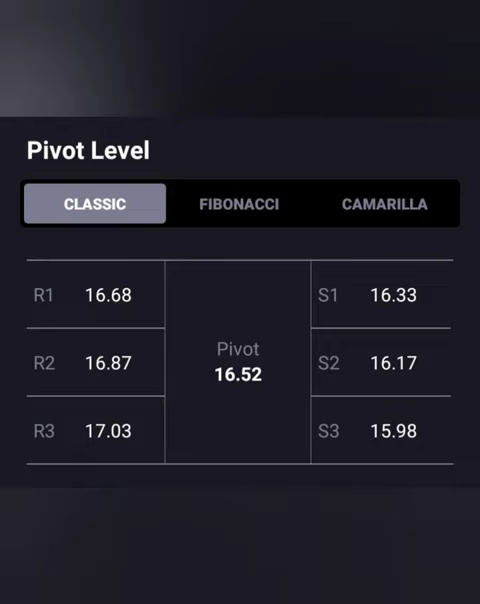 Pivot Level
CLASSIC FIBONACCI CAMARILLA
R1 16.68 S1 16.33
R2 16.87 Pivot 16.52 S2 16.17
R3 17.03 S3 15.98